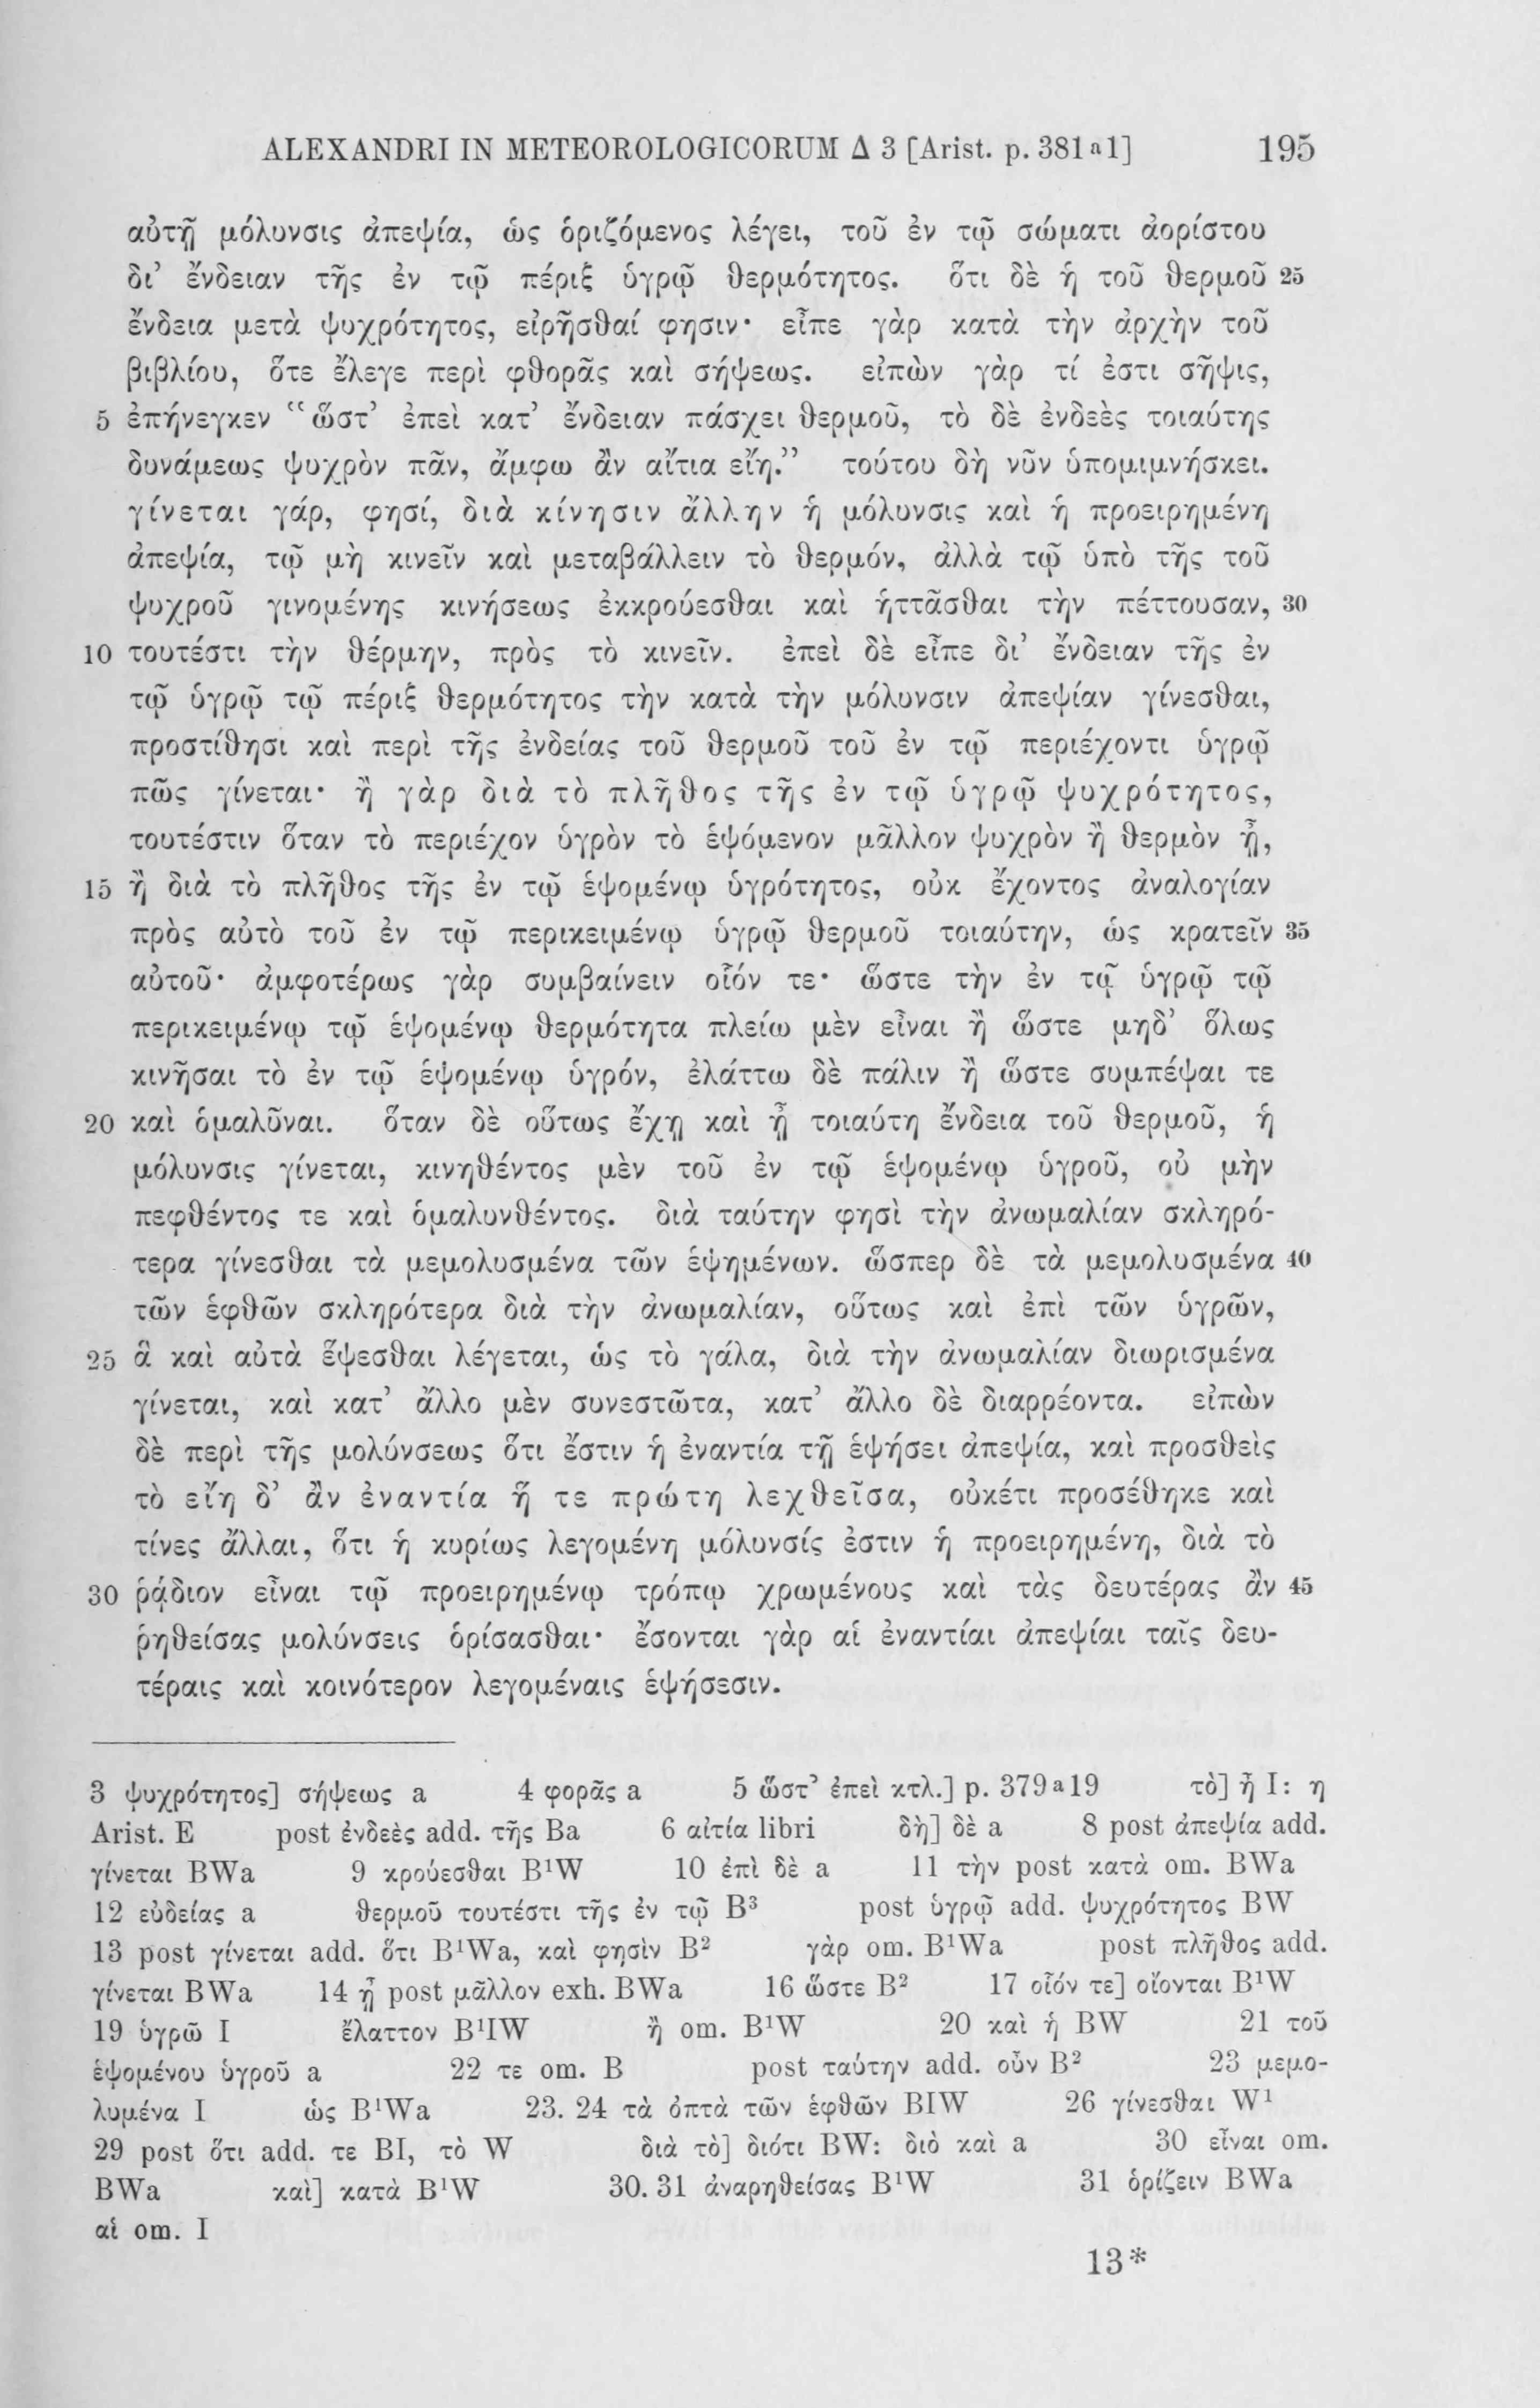 ALEXANDRI IN METEOROLOGICORUM Δ 3 [Arist. p. 381a1] 195
αὐτῇ μόλυνσις ἀπεψία, ὡς ὁριζόμενος λέγει, τοῦ ἐν τῷ σώματι ἀορίστου
δι’ ἔνδειαν τῆς ἐν τῷ πέριξ ὑγρῷ θερμότητος. ὅτι δὲ ἡ τοῦ θερμοῦ 25
ἔνδεια μετὰ ψυχρότητος, εἰρῆσθαί φησιν· εἶπε γὰρ κατὰ τὴν ἀρχὴν τοῦ
βιβλίου, ὅτε ἔλεγε περὶ φθορᾶς καὶ σήψεως. εἰπὼν γὰρ τί ἐστι σῆψις,
5 ἐπήνεγκεν “ὥστ’ ἐπεὶ κατ’ ἔνδειαν πάσχει θερμοῦ, τὸ δὲ ἐνδεὲς τοιαύτης
δυνάμεως ψυχρὸν πᾶν, ἄμφω ἂν αἴτια εἴη.” τούτου δὴ νῦν ὑπομιμνήσκει.
γίνεται γάρ, φησί, διὰ κίνησιν ἄλλην ἡ μόλυνσις καὶ ἡ προειρημένη
ἀπεψία, τῷ μὴ κινεῖν καὶ μεταβάλλειν τὸ θερμόν, ἀλλὰ τῷ ὑπὸ τῆς τοῦ
ψυχροῦ γινομένης κινήσεως ἐκκρούεσθαι καὶ ἡττᾶσθαι τὴν πέττουσαν, 30
10 τουτέστι τὴν θέρμην, πρὸς τὸ κινεῖν. ἐπεὶ δὲ εἶπε δι’ ἔνδειαν τῆς ἐν
τῷ ὑγρῷ τῷ πέριξ θερμότητος τὴν κατὰ τὴν μόλυνσιν ἀπεψίαν γίνεσθαι,
προστίθησι καὶ περὶ τῆς ἐνδείας τοῦ θερμοῦ τοῦ ἐν τῷ περιέχοντι ὑγρῷ
πῶς γίνεται· ἢ γὰρ διὰ τὸ πλῆθος τῆς ἐν τῷ ὑγρῷ ψυχρότητος,
τουτέστιν ὅταν τὸ περιέχον ὑγρὸν τὸ ἑψόμενον μᾶλλον ψυχρὸν ἢ θερμὸν ᾖ,
15 ἢ διὰ τὸ πλῆθος τῆς ἐν τῷ ἑψομένῳ ὑγρότητος, οὐκ ἔχοντος ἀναλογίαν
πρὸς αὐτὸ τοῦ ἐν τῷ περικειμένῳ ὑγρῷ θερμοῦ τοιαύτην, ὡς κρατεῖν 35
αὐτοῦ· ἀμφοτέρως γὰρ συμβαίνειν οἷόν τε· ὥστε τὴν ἐν τῷ ὑγρῷ τῷ
περικειμένῳ τῷ ἑψομένῳ θερμότητα πλείω μὲν εἶναι ἢ ὥστε μηδ’ ὅλως
κινῆσαι τὸ ἐν τῷ ἑψομένῳ ὑγρόν, ἐλάττω δὲ πάλιν ἢ ὥστε συμπέψαι τε
20 καὶ ὁμαλῦναι. ὅταν δὲ οὕτως ἔχῃ καὶ ᾖ τοιαύτη ἔνδεια τοῦ θερμοῦ, ἡ
μόλυνσις γίνεται, κινηθέντος μὲν τοῦ ἐν τῷ ἑψομένῳ ὑγροῦ, οὐ μὴν
πεφθέντος τε καὶ ὁμαλυνθέντος. διὰ ταύτην φησὶ τὴν ἀνωμαλίαν σκληρό-
τερα γίνεσθαι τὰ μεμολυσμένα τῶν ἑψημένων. ὥσπερ δὲ τὰ μεμολυσμένα 40
τῶν ἑφθῶν σκληρότερα διὰ τὴν ἀνωμαλίαν, οὕτως καὶ ἐπὶ τῶν ὑγρῶν,
25 ἃ καὶ αὐτὰ ἕψεσθαι λέγεται, ὡς τὸ γάλα, διὰ τὴν ἀνωμαλίαν διωρισμένα
γίνεται, καὶ κατ’ ἄλλο μὲν συνεστῶτα, κατ’ ἄλλο δὲ διαρρέοντα. εἰπὼν
δὲ περὶ τῆς μολύνσεως ὅτι ἔστιν ἡ ἐναντία τῇ ἑψήσει ἀπεψία, καὶ προσθεὶς
τὸ εἴη δ’ ἂν ἐναντία ἥ τε πρώτη λεχθεῖσα, οὐκέτι προσέθηκε καὶ
τίνες ἄλλαι, ὅτι ἡ κυρίως λεγομένη μόλυνσίς ἐστιν ἡ προειρημένη, διὰ τὸ
30 ῥᾴδιον εἶναι τῷ προειρημένῳ τρόπῳ χρωμένους καὶ τὰς δευτέρας ἂν 45
ῥηθείσας μολύνσεις ὁρίσασθαι· ἔσονται γὰρ αἱ ἐναντίαι ἀπεψίαι ταῖς δευ-
τέραις καὶ κοινότερον λεγομέναις ἑψήσεσιν.
3 ψυχρότητος] σήψεως a 4 φορᾶς a 5 ὥστ’ ἐπεὶ κτλ.] p. 379a19 τὸ] ἦ I: η
Arist. E post ἐνδεὲς add. τῆς Ba 6 αἰτία libri δὴ] δὲ a 8 post ἀπεψία add.
γίνεται BWa 9 κρούεσθαι B¹W 10 ἐπὶ δὲ a 11 τὴν post κατὰ om. BWa
12 εὐδείας a θερμοῦ τουτέστι τῆς ἐν τῷ B³ post ὑγρῷ add. ψυχρότητος BW
13 post γίνεται add. ὅτι B¹Wa, καὶ φησὶν B² γὰρ om. B¹Wa post πλῆθος add.
γίνεται BWa 14 ᾖ post μᾶλλον exh. BWa 16 ὥστε B² 17 οἷόν τε] οἴονται B¹W
19 ὑγρῶ I ἔλαττον B¹IW ἢ om. B¹W 20 καὶ ἡ BW 21 τοῦ
ἑψομένου ὑγροῦ a 22 τε om. B post ταύτην add. οὖν B² 23 μεμο-
λυμένα I ὡς B¹Wa 23. 24 τὰ ὀπτὰ τῶν ἑφθῶν BIW 26 γίνεσθαι W¹
29 post ὅτι add. τε BI, τὸ W διὰ τὸ] διότι BW: διὸ καὶ a 30 εἶναι om.
BWa καὶ] κατὰ B¹W 30. 31 ἀναρηθείσας B¹W 31 ὁρίζειν BWa
αἱ om. I
13*